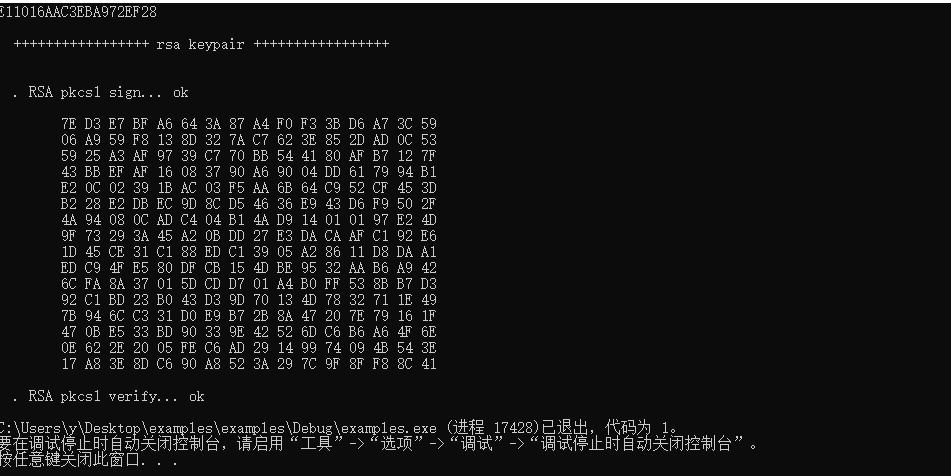 E11016AAC3EBA972EF28
+++++++++++++++++ rsa keypair +++++++++++++++++
. RSA pkcs1 sign... ok
7E D3 E7 BF A6 64 3A 87 A4 F0 F3 3B D6 A7 3C 59
06 A9 59 F8 13 8D 32 7A C7 62 3E 85 2D AD 0C 53
59 25 A3 AF 97 39 C7 70 BB 54 41 80 AF B7 12 7F
43 BB EF AF 16 08 37 90 A6 90 04 DD 61 79 94 B1
E2 0C 02 39 1B AC 03 F5 AA 6B 64 C9 52 CF 45 3D
B2 28 E2 DB EC 9D 8C D5 46 36 E9 43 D6 F9 50 2F
4A 94 08 0C AD C4 04 B1 4A D9 14 01 01 97 E2 4D
9F 73 29 3A 45 A2 0B DD 27 E3 DA CA AF C1 92 E6
1D 45 CE 31 C1 88 ED C1 39 05 A2 86 11 D8 DA A1
ED C9 4F E5 80 DF CB 15 4D BE 95 32 AA B6 A9 42
6C FA 8A 37 01 5D CD D7 01 A4 B0 FF 53 8B B7 D3
92 C1 BD 23 B0 43 D3 9D 70 13 4D 78 32 71 1E 49
7B 94 6C C3 31 D0 E9 B7 2B 8A 47 20 7E 79 16 1F
47 0B E5 33 BD 90 33 9E 42 52 6D C6 B6 A6 4F 6E
0E 62 2E 20 05 FE C6 AD 29 14 99 74 09 4B 54 3E
17 A8 3E 8D C6 90 A8 52 3A 29 7C 9F 8F F8 8C 41
. RSA pkcs1 verify... ok
C:\Users\y\Desktop\examples\examples\Debug\examples.exe (进程 17428)已退出，代码为 1。
要在调试停止时自动关闭控制台，请启用“工具”->“选项”->“调试”->“调试停止时自动关闭控制台”。
按任意键关闭此窗口. . .